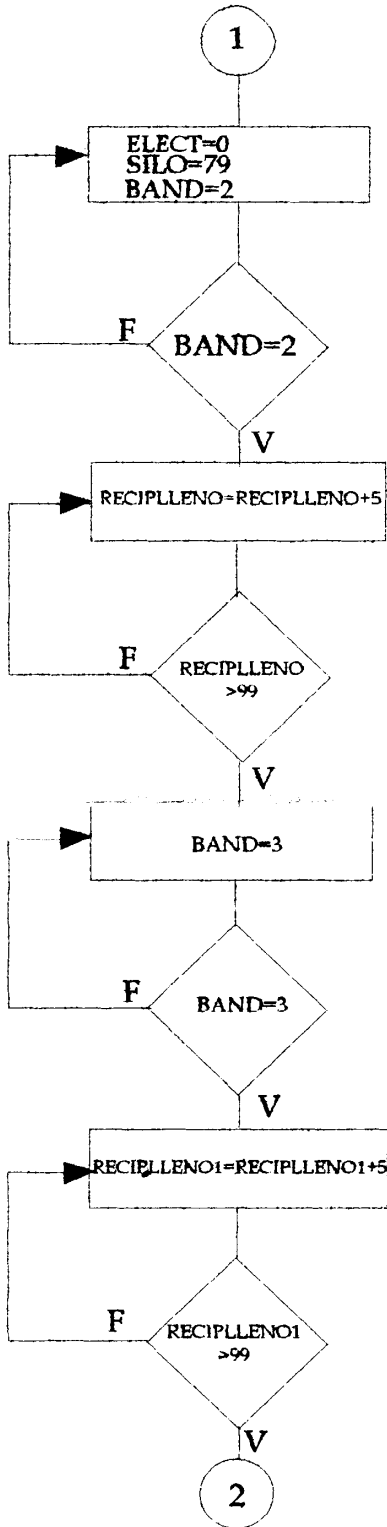 1
ELECT=0
SILO=79
BAND=2
F
BAND=2
V
RECIPLLENO=RECIPLLENO+5
F
RECIPLLENO
>99
V
BAND=3
F
BAND=3
V
RECIPLLENO1=RECIPLLENO1+5
F
RECIPLLENO1
>99
V
2